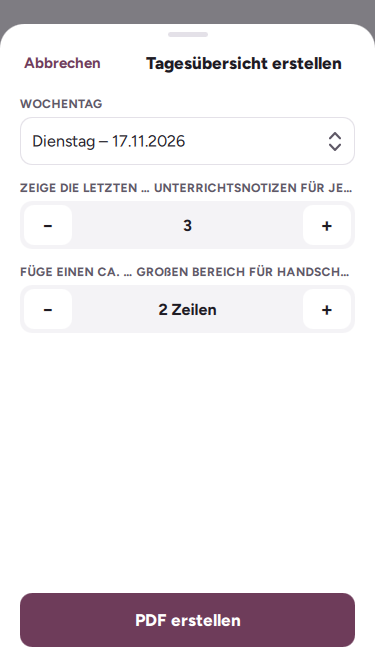 Abbrechen
Tagesübersicht erstellen
WOCHENTAG
Dienstag – 17.11.2026
ZEIGE DIE LETZTEN ... UNTERRICHTSNOTIZEN FÜR JE...
–
3
+
FÜGE EINEN CA. ... GROßEN BEREICH FÜR HANDSCH...
–
2 Zeilen
+
PDF erstellen